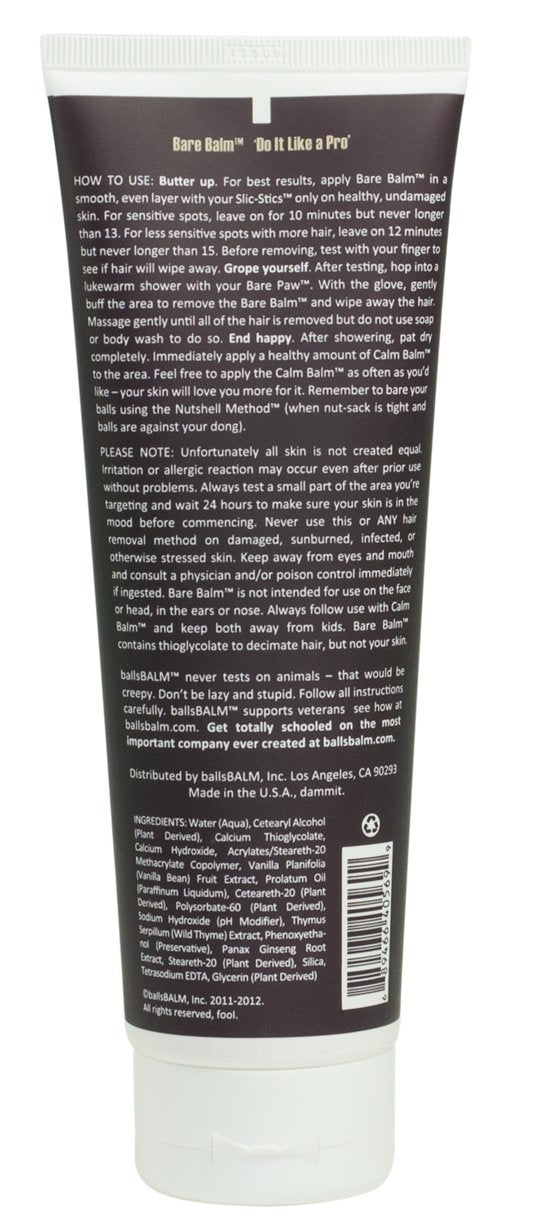 Bare Balm™ 'Do It Like a Pro'
HOW TO USE: Butter up. For best results, apply Bare Balm™ in a
smooth, even layer with your Slic-Stics™ only on healthy, undamaged
skin. For sensitive spots, leave on for 10 minutes but never longer
than 13. For less sensitive spots with more hair, leave on 12 minutes
but never longer than 15. Before removing, test with your finger to
see if hair will wipe away. Grope yourself. After testing, hop into a
lukewarm shower with your Bare Paw™. With the glove, gently
buff the area to remove the Bare Balm™ and wipe away the hair.
Massage gently until all of the hair is removed but do not use soap
or body wash to do so. End happy. After showering, pat dry
completely. Immediately apply a healthy amount of Calm Balm™
to the area. Feel free to apply the Calm Balm™ as often as you'd
like – your skin will love you more for it. Remember to bare your
balls using the Nutshell Method™ (when nut-sack is tight and
balls are against your dong).
PLEASE NOTE: Unfortunately all skin is not created equal.
Irritation or allergic reaction may occur even after prior use
without problems. Always test a small part of the area you're
targeting and wait 24 hours to make sure your skin is in the
mood before commencing. Never use this or ANY hair
removal method on damaged, sunburned, infected, or
otherwise stressed skin. Keep away from eyes and mouth
and consult a physician and/or poison control immediately
if ingested. Bare Balm™ is not intended for use on the face
or head, in the ears or nose. Always follow use with Calm
Balm™ and keep both away from kids. Bare Balm™
contains thioglycolate to decimate hair, but not your skin.
ballsBALM™ never tests on animals – that would be
creepy. Don't be lazy and stupid. Follow all instructions
carefully. ballsBALM™ supports veterans see how at
ballsbalm.com. Get totally schooled on the most
important company ever created at ballsbalm.com.
Distributed by ballsBALM, Inc. Los Angeles, CA 90293
Made in the U.S.A., dammit.
INGREDIENTS: Water (Aqua), Cetearyl Alcohol
(Plant Derived), Calcium Thioglycolate,
Calcium Hydroxide, Acrylates/Steareth-20
Methacrylate Copolymer, Vanilla Planifolia
(Vanilla Bean) Fruit Extract, Prolatum Oil
(Paraffinum Liquidum), Ceteareth-20 (Plant
Derived), Polysorbate-60 (Plant Derived),
Sodium Hydroxide (pH Modifier), Thymus
Serpillum (Wild Thyme) Extract, Phenoxyetha-
nol (Preservative), Panax Ginseng Root
Extract, Steareth-20 (Plant Derived), Silica,
Tetrasodium EDTA, Glycerin (Plant Derived)
©ballsBALM, Inc. 2011-2012.
All rights reserved, fool.
6 89466 40569 9